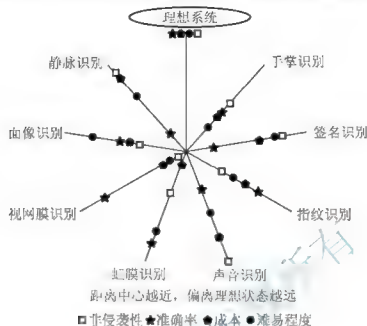 理想系统
静脉识别 手掌识别
面像识别 签名识别
视网膜识别 指纹识别
虹膜识别 声音识别
距离中心越近，偏离理想状态越远
非侵袭性 准确率 成本 难易程度